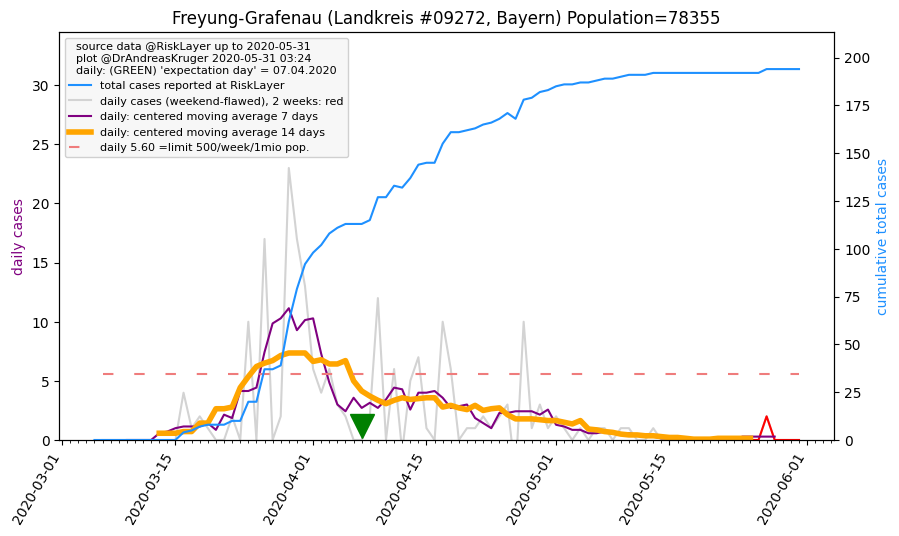 Freyung-Grafenau (Landkreis #09272, Bayern) Population=78355
source data @RiskLayer up to 2020-05-31
plot @DrAndreasKruger 2020-05-31 03:24
daily: (GREEN) 'expectation day' = 07.04.2020
total cases reported at RiskLayer
daily cases (weekend-flawed), 2 weeks: red
daily: centered moving average 7 days
daily: centered moving average 14 days
daily 5.60 =limit 500/week/1mio pop.
daily cases
30
25
20
15
10
5
0
cumulative total cases
200
175
150
125
100
75
50
25
0
2020-03-01
2020-03-15
2020-04-01
2020-04-15
2020-05-01
2020-05-15
2020-06-01